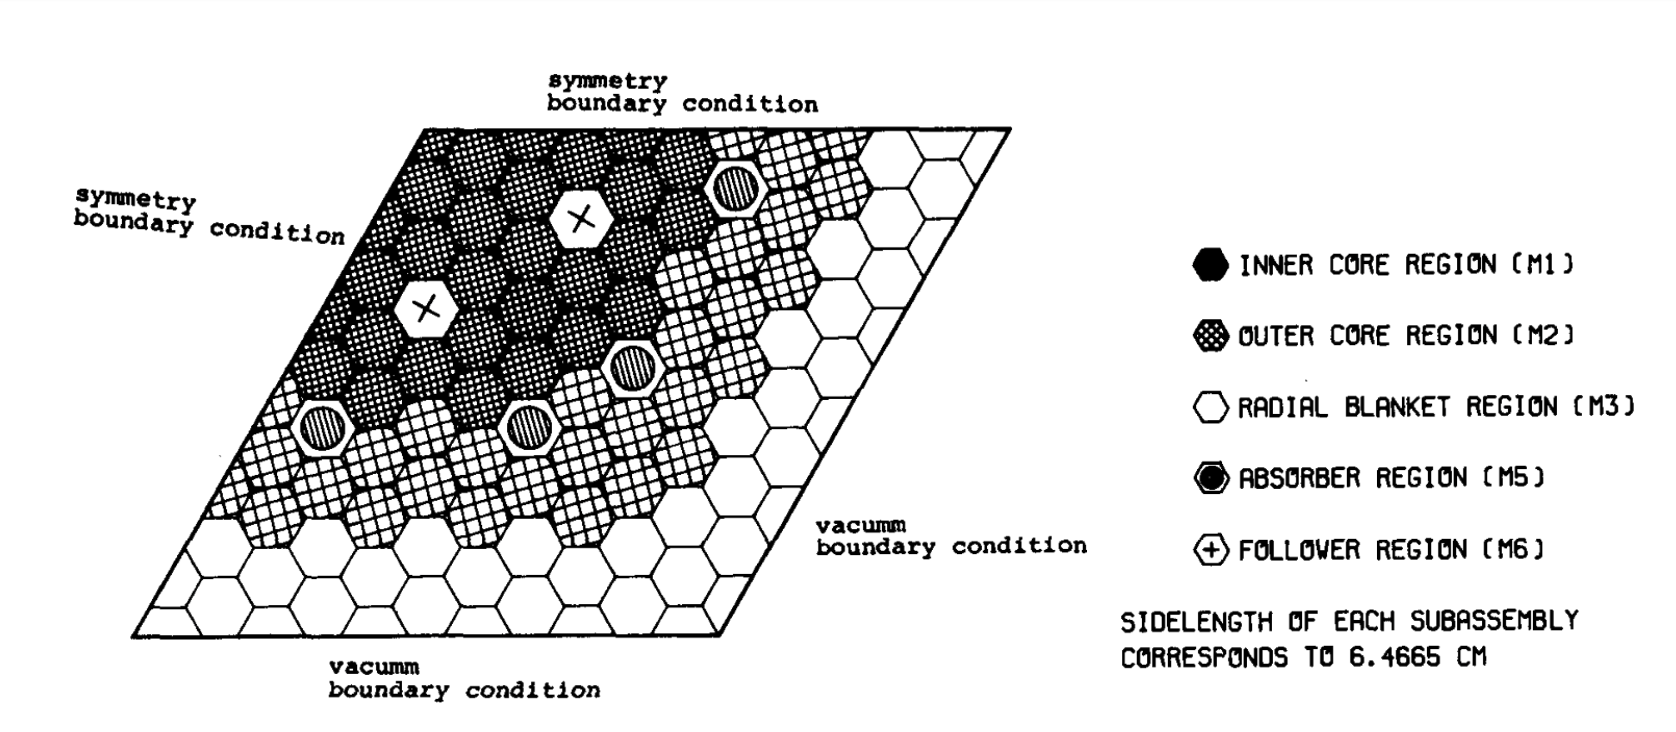 symmetry
boundary condition
symmetry
boundary condition
INNER CORE REGION (M1)
OUTER CORE REGION (M2)
RADIAL BLANKET REGION (M3)
ABSORBER REGION (M5)
FOLLOWER REGION (M6)
vacumm
boundary condition
SIDELENGTH OF EACH SUBASSEMBLY
CORRESPONDS TO 6.4665 CM
vacumm
boundary condition